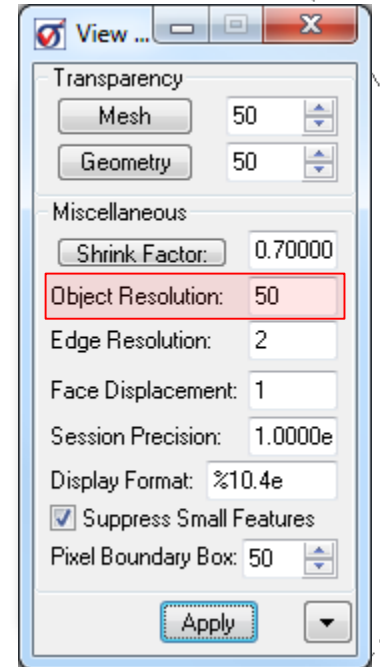 View ...
Transparency
Mesh 50
Geometry 50
Miscellaneous
Shrink Factor: 0.70000
Object Resolution: 50
Edge Resolution: 2
Face Displacement: 1
Session Precision: 1.0000e
Display Format: %10.4e
Suppress Small Features
Pixel Boundary Box: 50
Apply